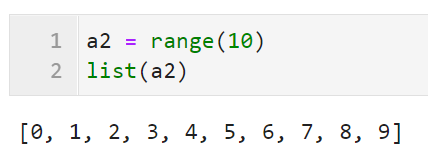 1 a2 = range(10)
2 list(a2)
[0, 1, 2, 3, 4, 5, 6, 7, 8, 9]